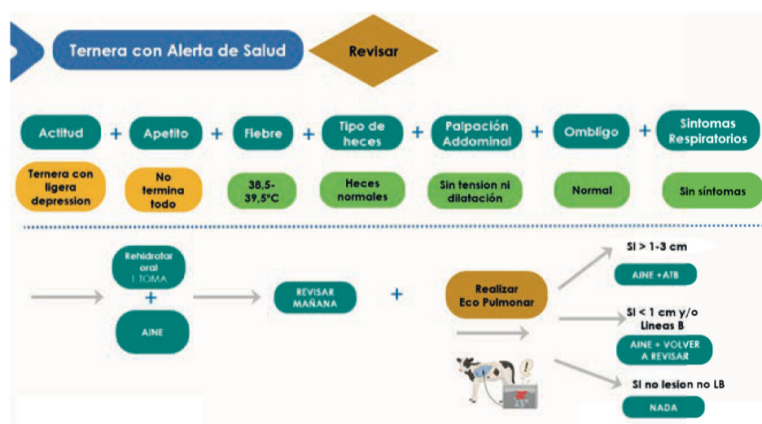 Ternera con Alerta de Salud
Revisar
Actitud + Apetito + Fiebre + Tipo de heces + Palpación Addominal + Ombligo + Sintomas Respiratorios
Ternera con
ligera
depression
No
termina
todo
38,5-
39,5ºC
Heces
normales
Sin tension ni
dilatación
Normal
Sin síntomas
Rehidratar
oral
1 TOMA
+
AINE
REVISAR
MAÑANA
+
Realizar
Eco Pulmonar
SI > 1-3 cm
AINE +ATB
SI < 1 cm y/o
Lineas B
AINE + VOLVER
A REVISAR
SI no lesion no LB
NADA